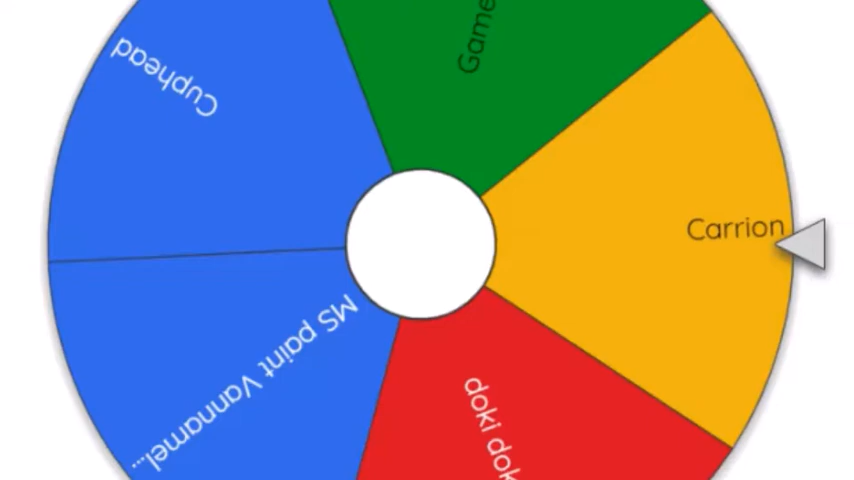 Game
Cuphead
Carrion
MS paint Vannamel...
doki dok